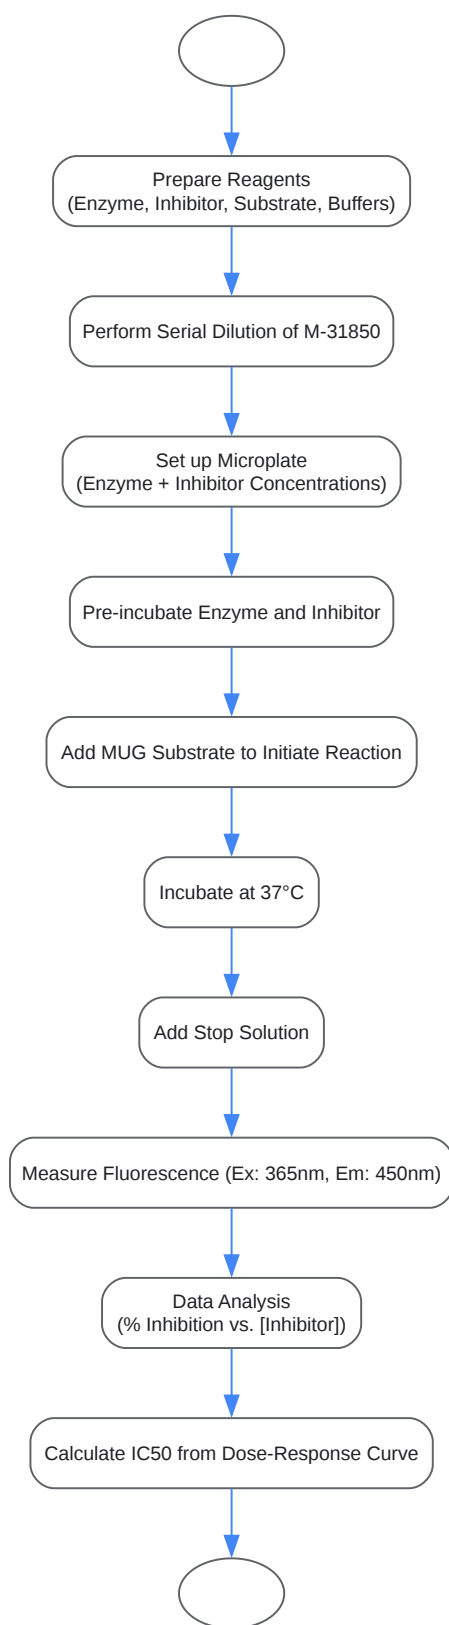 Prepare Reagents
(Enzyme, Inhibitor, Substrate, Buffers)
Perform Serial Dilution of M-31850
Set up Microplate
(Enzyme + Inhibitor Concentrations)
Pre-incubate Enzyme and Inhibitor
Add MUG Substrate to Initiate Reaction
Incubate at 37°C
Add Stop Solution
Measure Fluorescence (Ex: 365nm, Em: 450nm)
Data Analysis
(% Inhibition vs. [Inhibitor])
Calculate IC50 from Dose-Response Curve